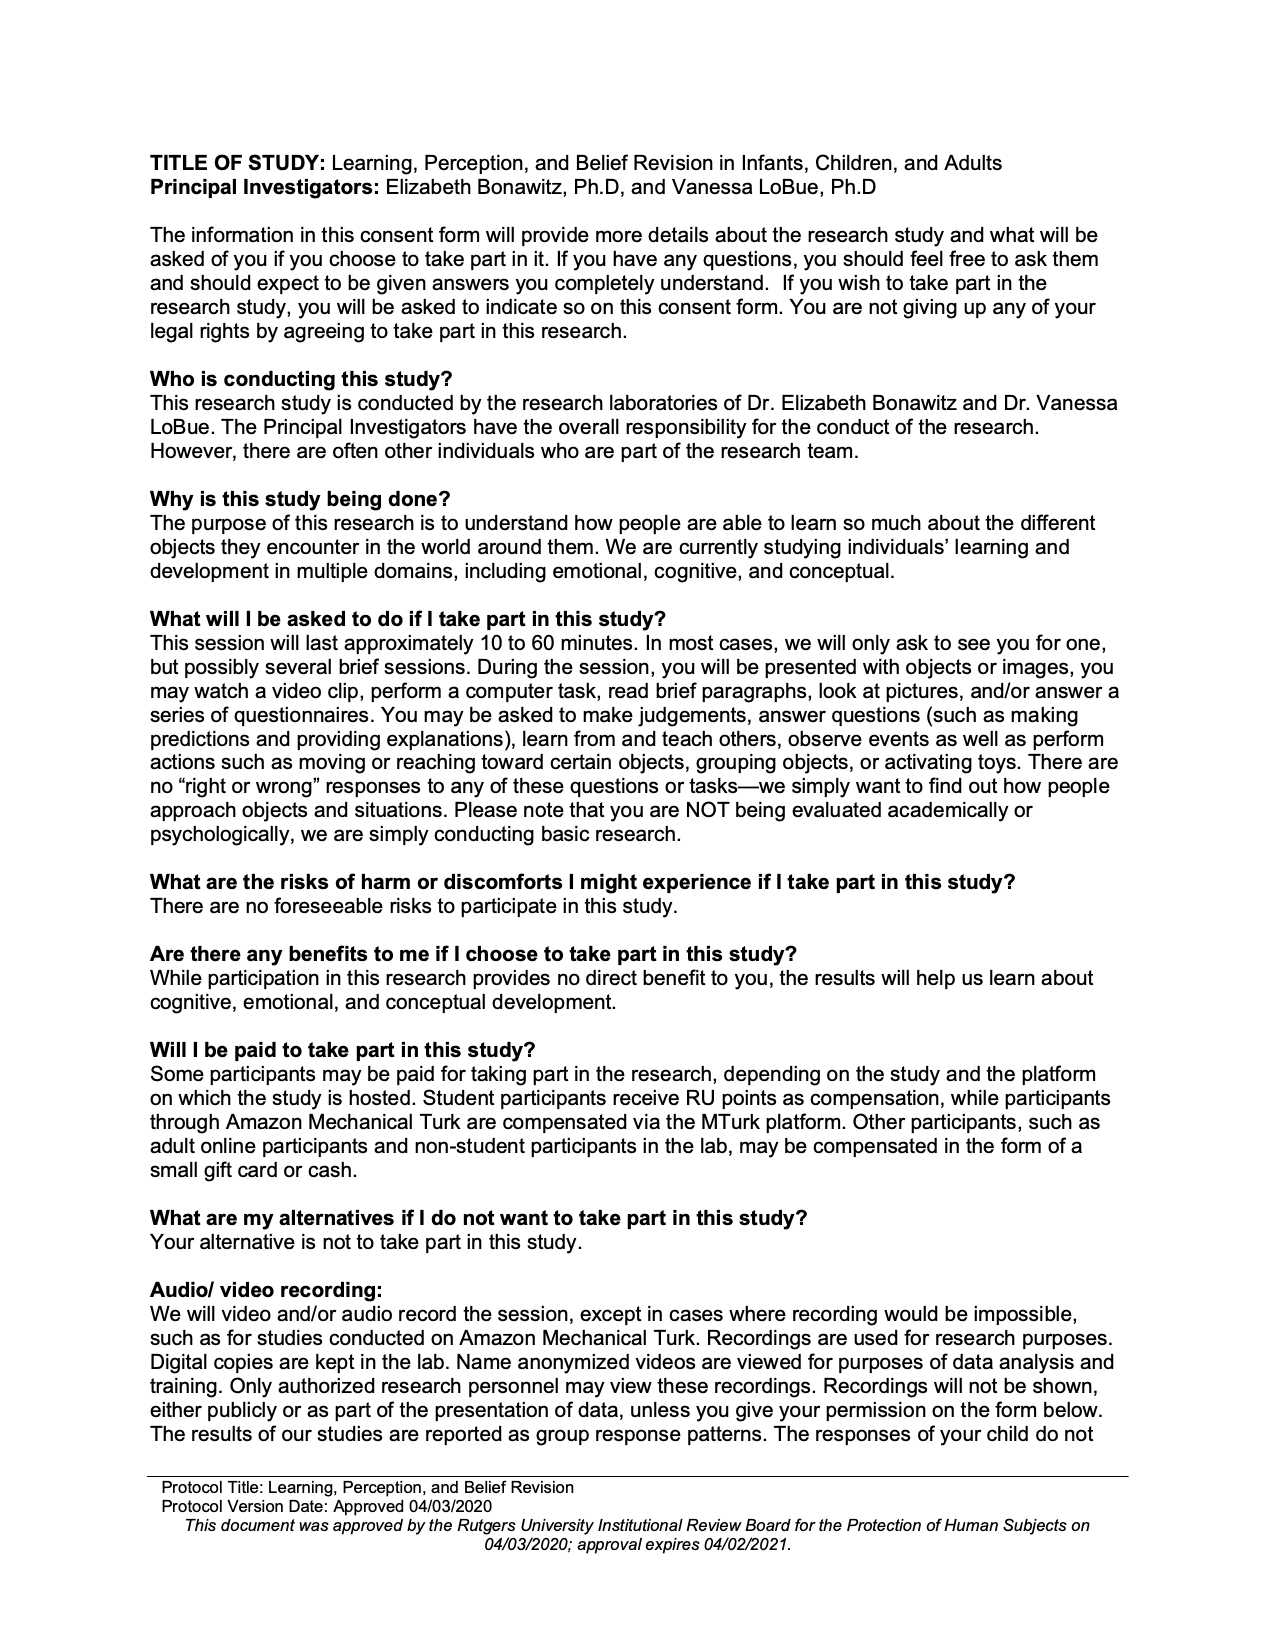 TITLE OF STUDY: Learning, Perception, and Belief Revision in Infants, Children, and Adults
Principal Investigators: Elizabeth Bonawitz, Ph.D, and Vanessa LoBue, Ph.D
The information in this consent form will provide more details about the research study and what will be
asked of you if you choose to take part in it. If you have any questions, you should feel free to ask them
and should expect to be given answers you completely understand.  If you wish to take part in the
research study, you will be asked to indicate so on this consent form. You are not giving up any of your
legal rights by agreeing to take part in this research.
Who is conducting this study?
This research study is conducted by the research laboratories of Dr. Elizabeth Bonawitz and Dr. Vanessa
LoBue. The Principal Investigators have the overall responsibility for the conduct of the research.
However, there are often other individuals who are part of the research team.
Why is this study being done?
The purpose of this research is to understand how people are able to learn so much about the different
objects they encounter in the world around them. We are currently studying individuals’ learning and
development in multiple domains, including emotional, cognitive, and conceptual.
What will I be asked to do if I take part in this study?
This session will last approximately 10 to 60 minutes. In most cases, we will only ask to see you for one,
but possibly several brief sessions. During the session, you will be presented with objects or images, you
may watch a video clip, perform a computer task, read brief paragraphs, look at pictures, and/or answer a
series of questionnaires. You may be asked to make judgements, answer questions (such as making
predictions and providing explanations), learn from and teach others, observe events as well as perform
actions such as moving or reaching toward certain objects, grouping objects, or activating toys. There are
no “right or wrong” responses to any of these questions or tasks—we simply want to find out how people
approach objects and situations. Please note that you are NOT being evaluated academically or
psychologically, we are simply conducting basic research.
What are the risks of harm or discomforts I might experience if I take part in this study?
There are no foreseeable risks to participate in this study.
Are there any benefits to me if I choose to take part in this study?
While participation in this research provides no direct benefit to you, the results will help us learn about
cognitive, emotional, and conceptual development.
Will I be paid to take part in this study?
Some participants may be paid for taking part in the research, depending on the study and the platform
on which the study is hosted. Student participants receive RU points as compensation, while participants
through Amazon Mechanical Turk are compensated via the MTurk platform. Other participants, such as
adult online participants and non-student participants in the lab, may be compensated in the form of a
small gift card or cash.
What are my alternatives if I do not want to take part in this study?
Your alternative is not to take part in this study.
Audio/ video recording:
We will video and/or audio record the session, except in cases where recording would be impossible,
such as for studies conducted on Amazon Mechanical Turk. Recordings are used for research purposes.
Digital copies are kept in the lab. Name anonymized videos are viewed for purposes of data analysis and
training. Only authorized research personnel may view these recordings. Recordings will not be shown,
either publicly or as part of the presentation of data, unless you give your permission on the form below.
The results of our studies are reported as group response patterns. The responses of your child do not
Protocol Title: Learning, Perception, and Belief Revision
Protocol Version Date: Approved 04/03/2020
This document was approved by the Rutgers University Institutional Review Board for the Protection of Human Subjects on
04/03/2020; approval expires 04/02/2021.